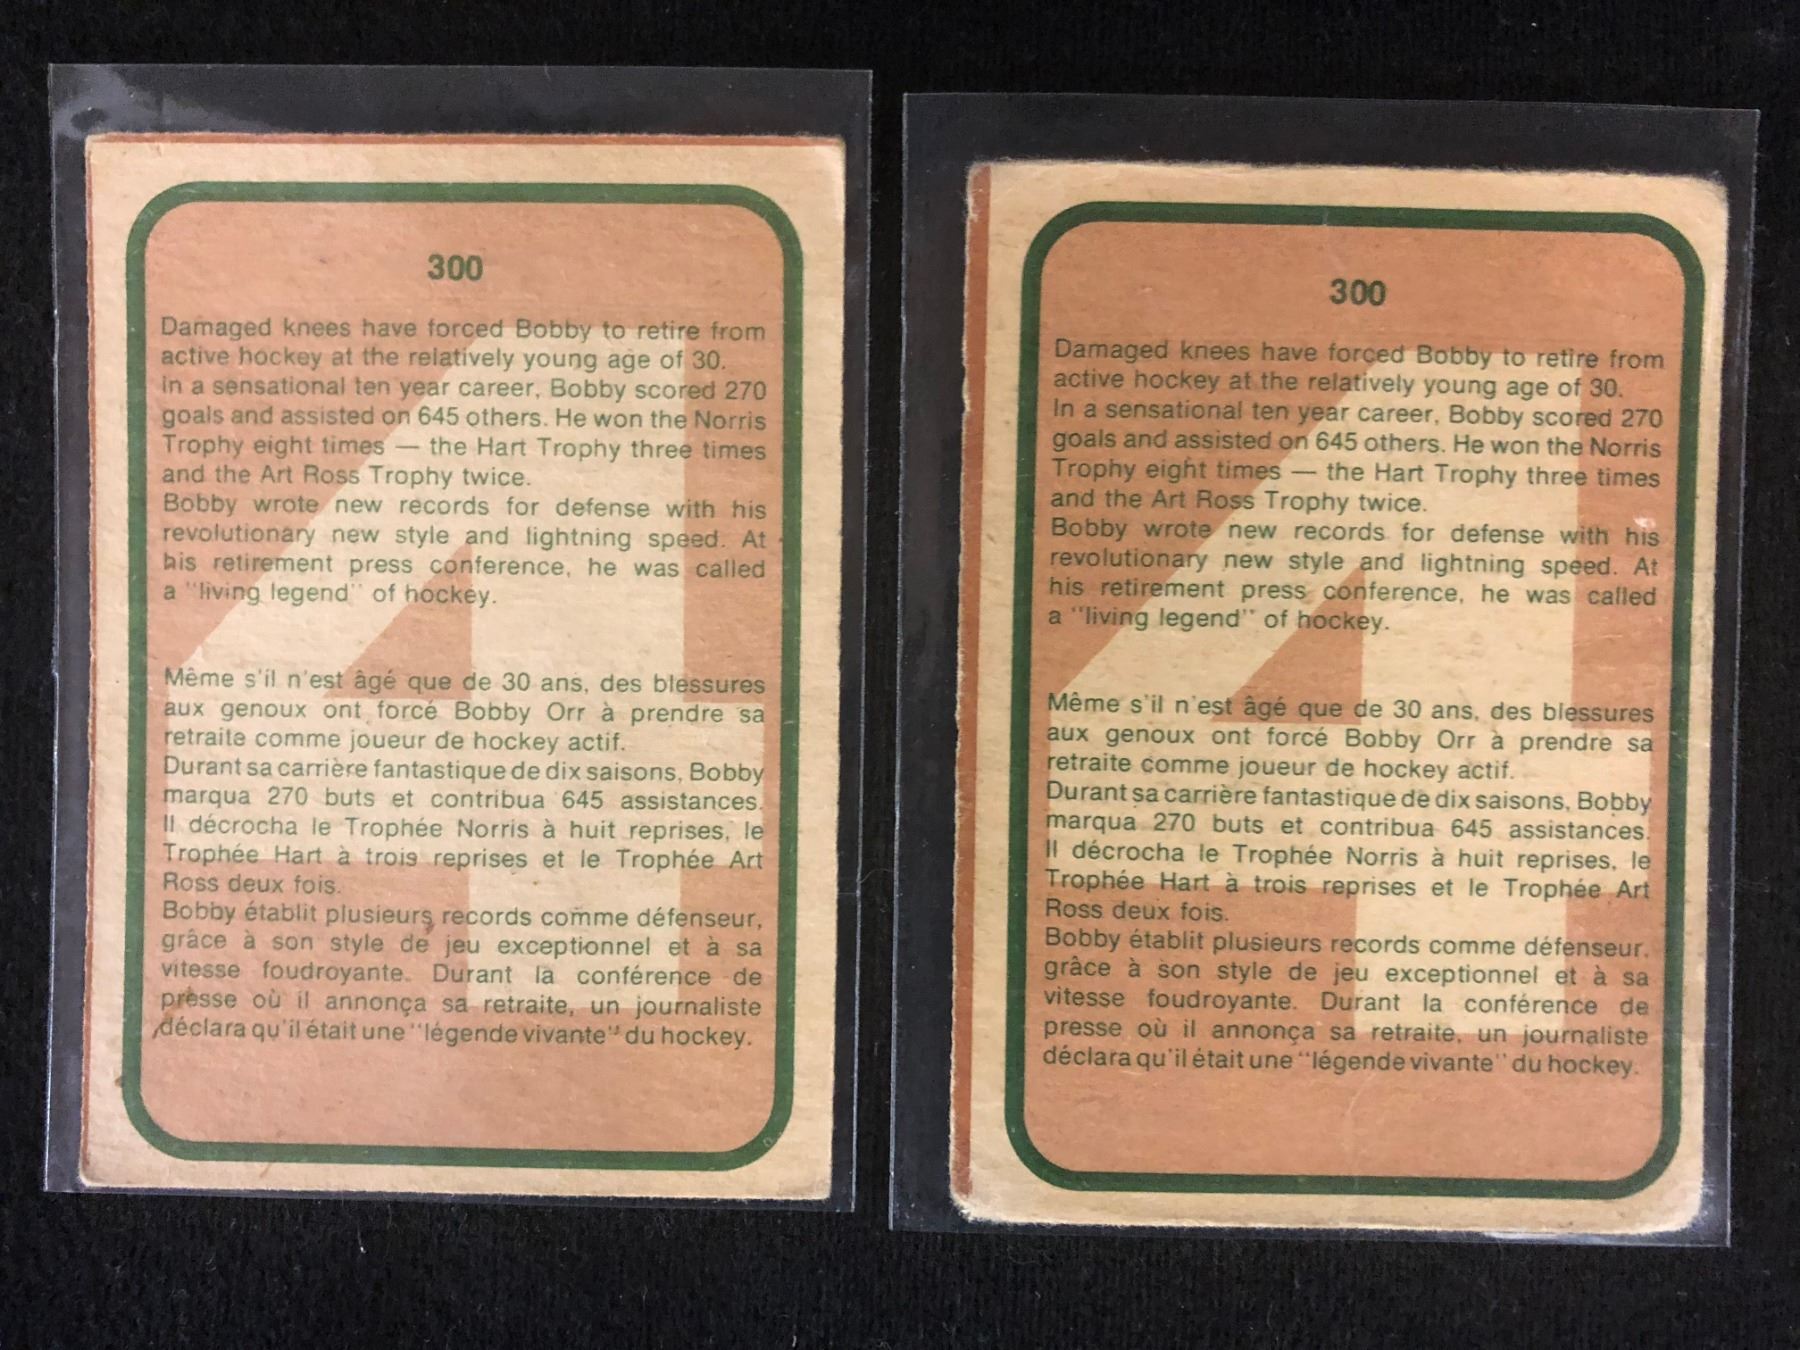 300
Damaged knees have forced Bobby to retire from
active hockey at the relatively young age of 30.
In a sensational ten year career, Bobby scored 270
goals and assisted on 645 others. He won the Norris
Trophy eight times — the Hart Trophy three times
and the Art Ross Trophy twice.
Bobby wrote new records for defense with his
revolutionary new style and lightning speed. At
his retirement press conference, he was called
a "living legend" of hockey.
Même s'il n'est âgé que de 30 ans, des blessures
aux genoux ont forcé Bobby Orr à prendre sa
retraite comme joueur de hockey actif.
Durant sa carrière fantastique de dix saisons, Bobby
marqua 270 buts et contribua 645 assistances.
Il décrocha le Trophée Norris à huit reprises, le
Trophée Hart à trois reprises et le Trophée Art
Ross deux fois.
Bobby établit plusieurs records comme défenseur,
grâce à son style de jeu exceptionnel et à sa
vitesse foudroyante. Durant la conférence de
presse où il annonça sa retraite, un journaliste
déclara qu'il était une "légende vivante" du hockey.
300
Damaged knees have forced Bobby to retire from
active hockey at the relatively young age of 30.
In a sensational ten year career, Bobby scored 270
goals and assisted on 645 others. He won the Norris
Trophy eight times — the Hart Trophy three times
and the Art Ross Trophy twice.
Bobby wrote new records for defense with his
revolutionary new style and lightning speed. At
his retirement press conference, he was called
a "living legend" of hockey.
Même s'il n'est âgé que de 30 ans, des blessures
aux genoux ont forcé Bobby Orr à prendre sa
retraite comme joueur de hockey actif.
Durant sa carrière fantastique de dix saisons, Bobby
marqua 270 buts et contribua 645 assistances.
Il décrocha le Trophée Norris à huit reprises, le
Trophée Hart à trois reprises et le Trophée Art
Ross deux fois.
Bobby établit plusieurs records comme défenseur,
grâce à son style de jeu exceptionnel et à sa
vitesse foudroyante. Durant la conférence de
presse où il annonça sa retraite, un journaliste
déclara qu'il était une "légende vivante" du hockey.